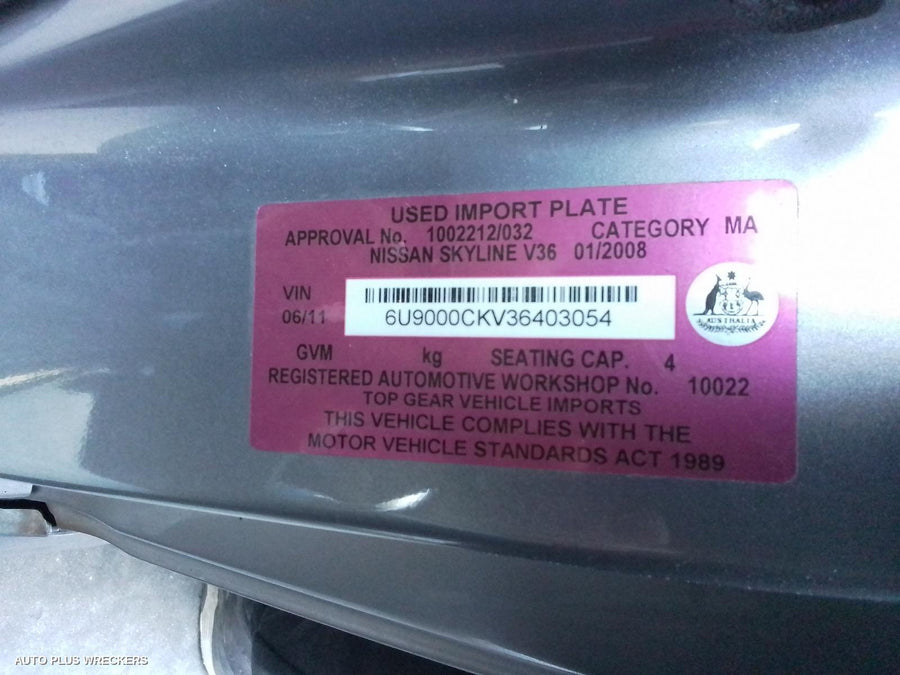 USED IMPORT PLATE
APPROVAL No. 1002212/032 CATEGORY MA
NISSAN SKYLINE V36 01/2008
VIN
06/11 6U9000CKV36403054
AUSTRALIA
GVM kg SEATING CAP. 4
REGISTERED AUTOMOTIVE WORKSHOP No. 10022
TOP GEAR VEHICLE IMPORTS
THIS VEHICLE COMPLIES WITH THE
MOTOR VEHICLE STANDARDS ACT 1989
AUTO PLUS WRECKERS